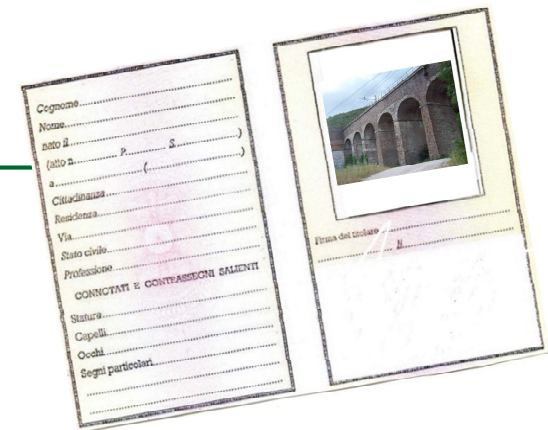 Cognome
Nome
nato il
(atto n. P. S. )
a ( )
Cittadinanza
Residenza
Via
Stato civile
Professione
CONNOTATI E CONTRASSEGNI SALIENTI
Statura
Capelli
Occhi
Segni particolari
Firma del titolare
li